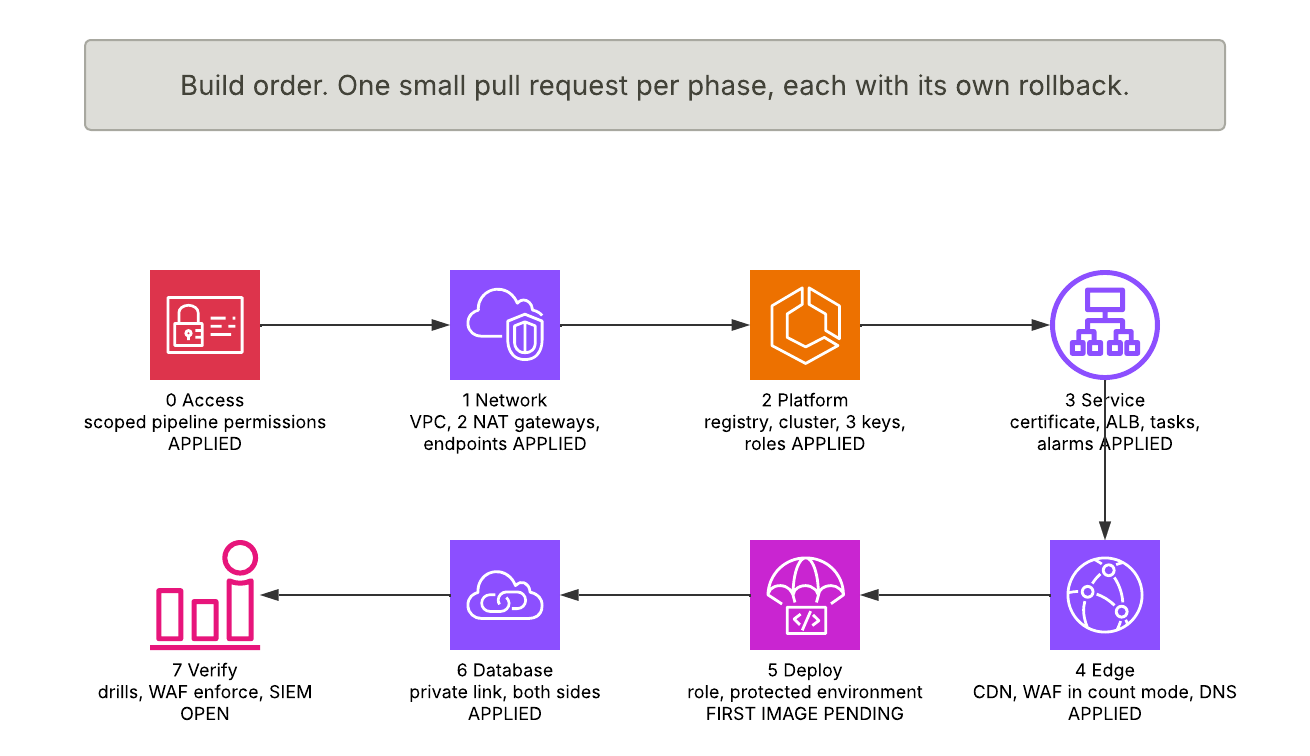 Build order. One small pull request per phase, each with its own rollback.
0 Access
scoped pipeline permissions
APPLIED
1 Network
VPC, 2 NAT gateways,
endpoints APPLIED
2 Platform
registry, cluster, 3 keys,
roles APPLIED
3 Service
certificate, ALB, tasks,
alarms APPLIED
7 Verify
drills, WAF enforce, SIEM
OPEN
6 Database
private link, both sides
APPLIED
5 Deploy
role, protected environment
FIRST IMAGE PENDING
4 Edge
CDN, WAF in count mode, DNS
APPLIED